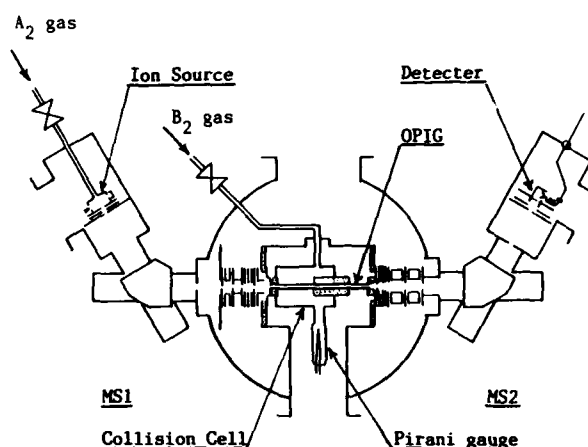 A2 gas
Ion Source
B2 gas
Detecter
OPIG
MS1
MS2
Collision Cell
Pirani gauge